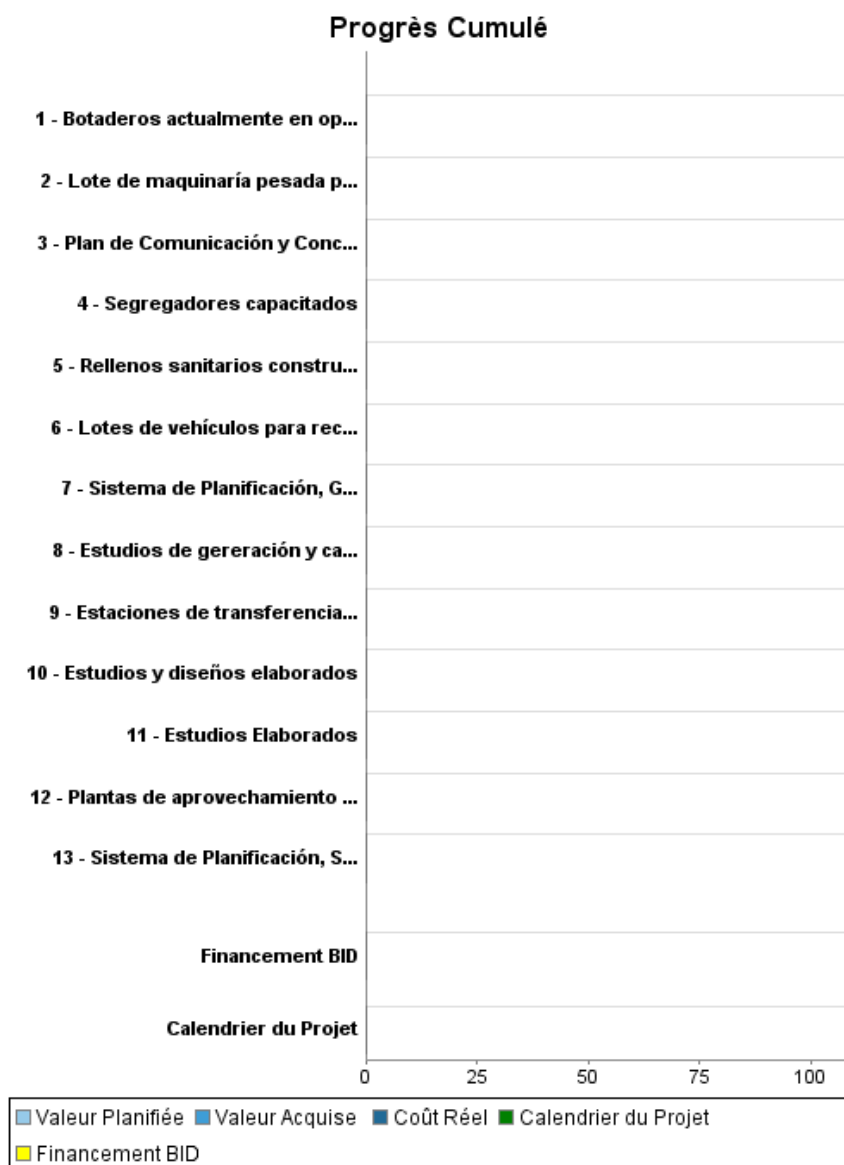 Progrès Cumulé
1 - Botaderos actualmente en op...
2 - Lote de maquinaría pesada p...
3 - Plan de Comunicación y Conc...
4 - Segregadores capacitados
5 - Rellenos sanitarios constru...
6 - Lotes de vehículos para rec...
7 - Sistema de Planificación, G...
8 - Estudios de gereración y ca...
9 - Estaciones de transferencia...
10 - Estudios y diseños elaborados
11 - Estudios Elaborados
12 - Plantas de aprovechamiento ...
13 - Sistema de Planificación, S...
Financement BID
Calendrier du Projet
0 25 50 75 100
Valeur Planifiée Valeur Acquise Coût Réel Calendrier du Projet
Financement BID